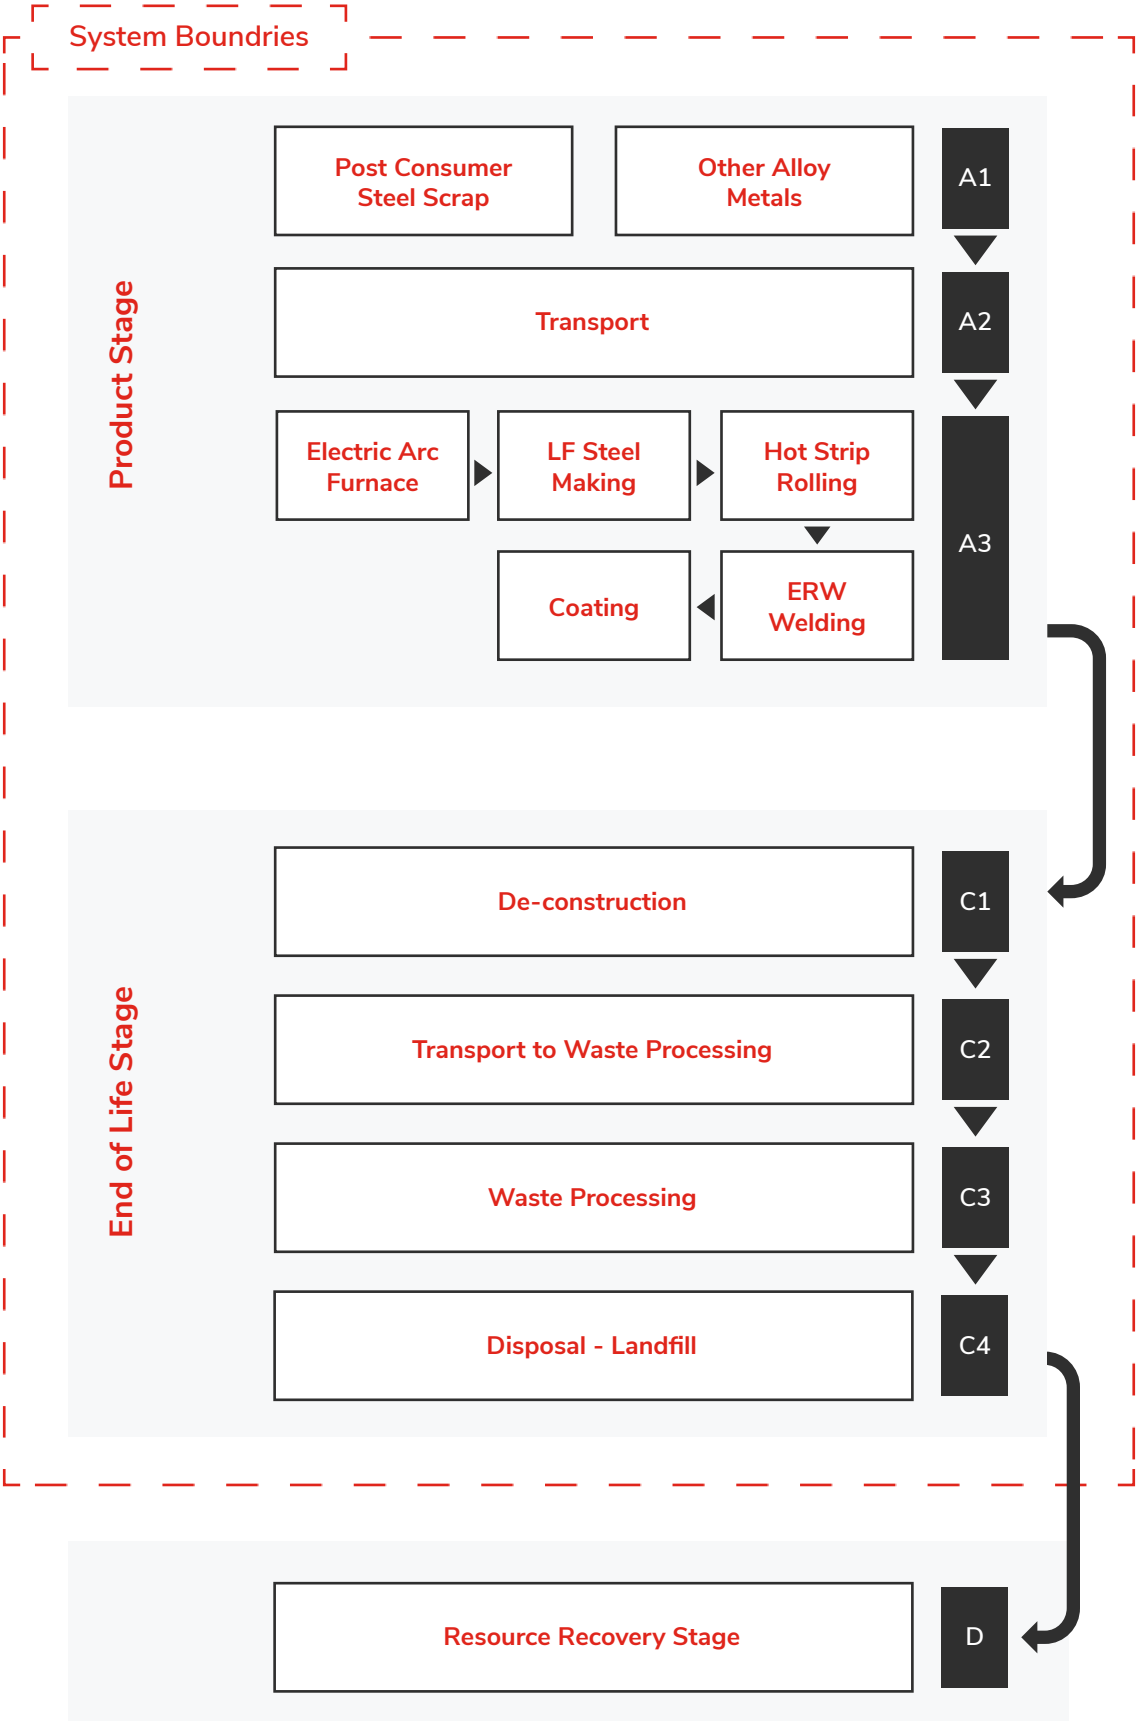 System Boundries
Product Stage
Post Consumer
Steel Scrap
Other Alloy
Metals
A1
Transport
A2
Electric Arc
Furnace
LF Steel
Making
Hot Strip
Rolling
A3
Coating
ERW
Welding
End of Life Stage
De-construction
C1
Transport to Waste Processing
C2
Waste Processing
C3
Disposal - Landfill
C4
Resource Recovery Stage
D